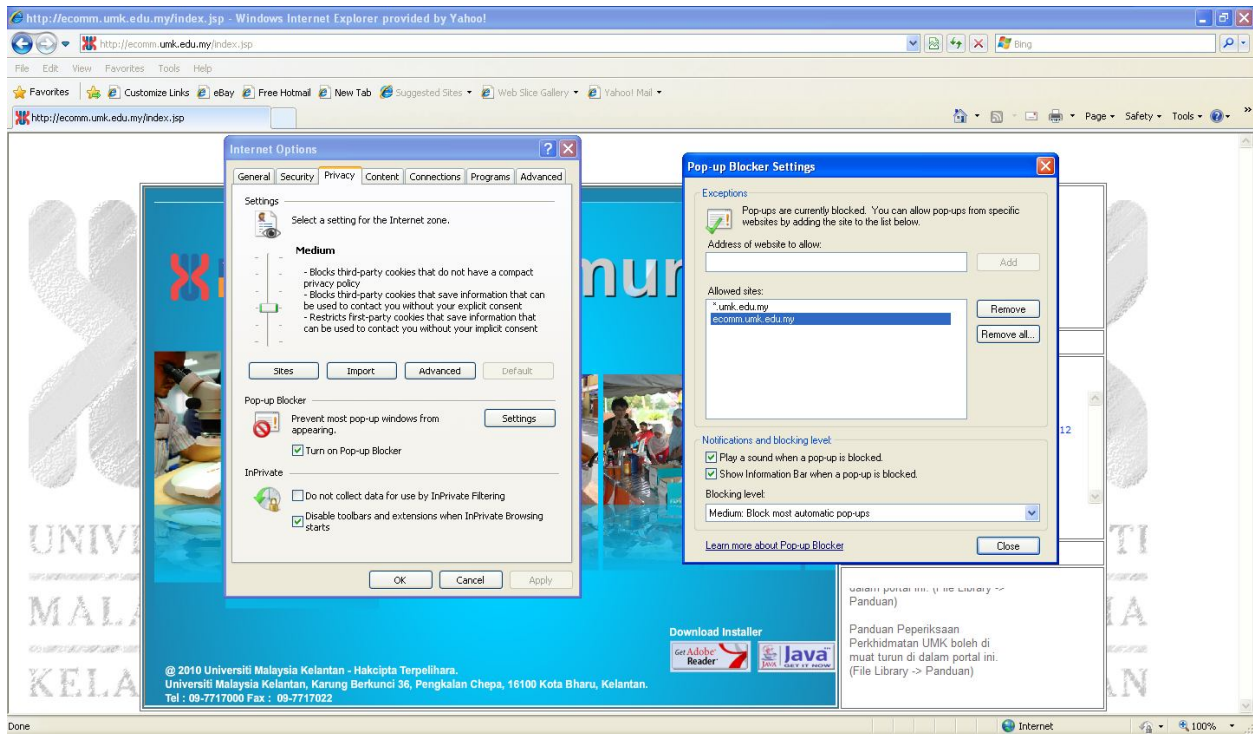 http://ecomm.umk.edu.my/index.jsp - Windows Internet Explorer provided by Yahoo!
http://ecomm.umk.edu.my/index.jsp
Bing
File Edit View Favorites Tools Help
Favorites Customize Links eBay Free Hotmail New Tab Suggested Sites Web Slice Gallery Yahoo! Mail
http://ecomm.umk.edu.my/index.jsp
Page Safety Tools
Internet Options
General Security Privacy Content Connections Programs Advanced
Settings
Select a setting for the Internet zone.
Medium
- Blocks third-party cookies that do not have a compact
privacy policy
- Blocks third-party cookies that save information that can
be used to contact you without your explicit consent
- Restricts first-party cookies that save information that
can be used to contact you without your implicit consent
Sites Import Advanced Default
Pop-up Blocker
Prevent most pop-up windows from
appearing.
Settings
Turn on Pop-up Blocker
InPrivate
Do not collect data for use by InPrivate Filtering
Disable toolbars and extensions when InPrivate Browsing
starts
OK Cancel Apply
Pop-up Blocker Settings
Exceptions
Pop-ups are currently blocked. You can allow pop-ups from specific
websites by adding the site to the list below.
Address of website to allow:
Add
Allowed sites:
*.umk.edu.my
ecomm.umk.edu.my
Remove
Remove all...
Notifications and blocking level:
Play a sound when a pop-up is blocked.
Show Information Bar when a pop-up is blocked.
Blocking level:
Medium: Block most automatic pop-ups
Learn more about Pop-up Blocker
Close
12
dalam portal ini. (File Library ->
Panduan)
Panduan Peperiksaan
Perkhidmatan UMK boleh di
muat turun di dalam portal ini.
(File Library -> Panduan)
Download Installer
Get Adobe Reader
Java
GET IT NOW
@ 2010 Universiti Malaysia Kelantan - Hakcipta Terpelihara.
Universiti Malaysia Kelantan, Karung Berkunci 36, Pengkalan Chepa, 16100 Kota Bharu, Kelantan.
Tel : 09-7717000 Fax : 09-7717022
UNIV
MALA
KELA
Done
Internet
100%